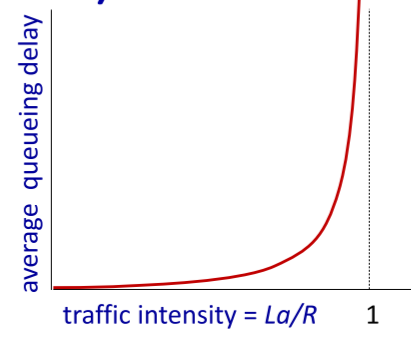 average queueing delay
traffic intensity = La/R
1